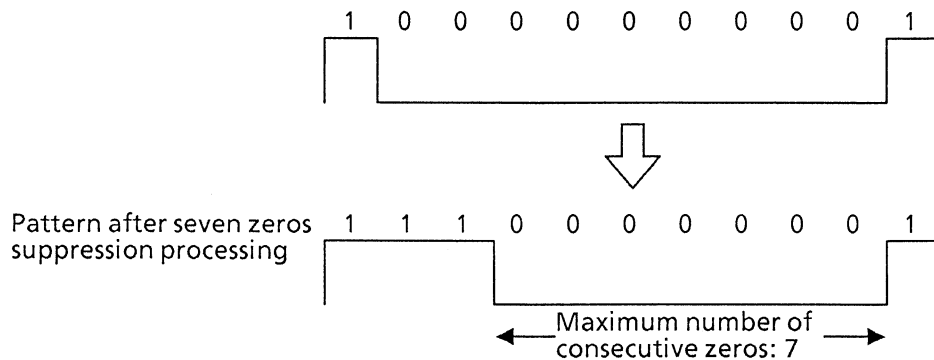 1 0 0 0 0 0 0 0 0 0 1
Pattern after seven zeros
suppression processing
1 1 1 0 0 0 0 0 0 0 1
Maximum number of
consecutive zeros: 7